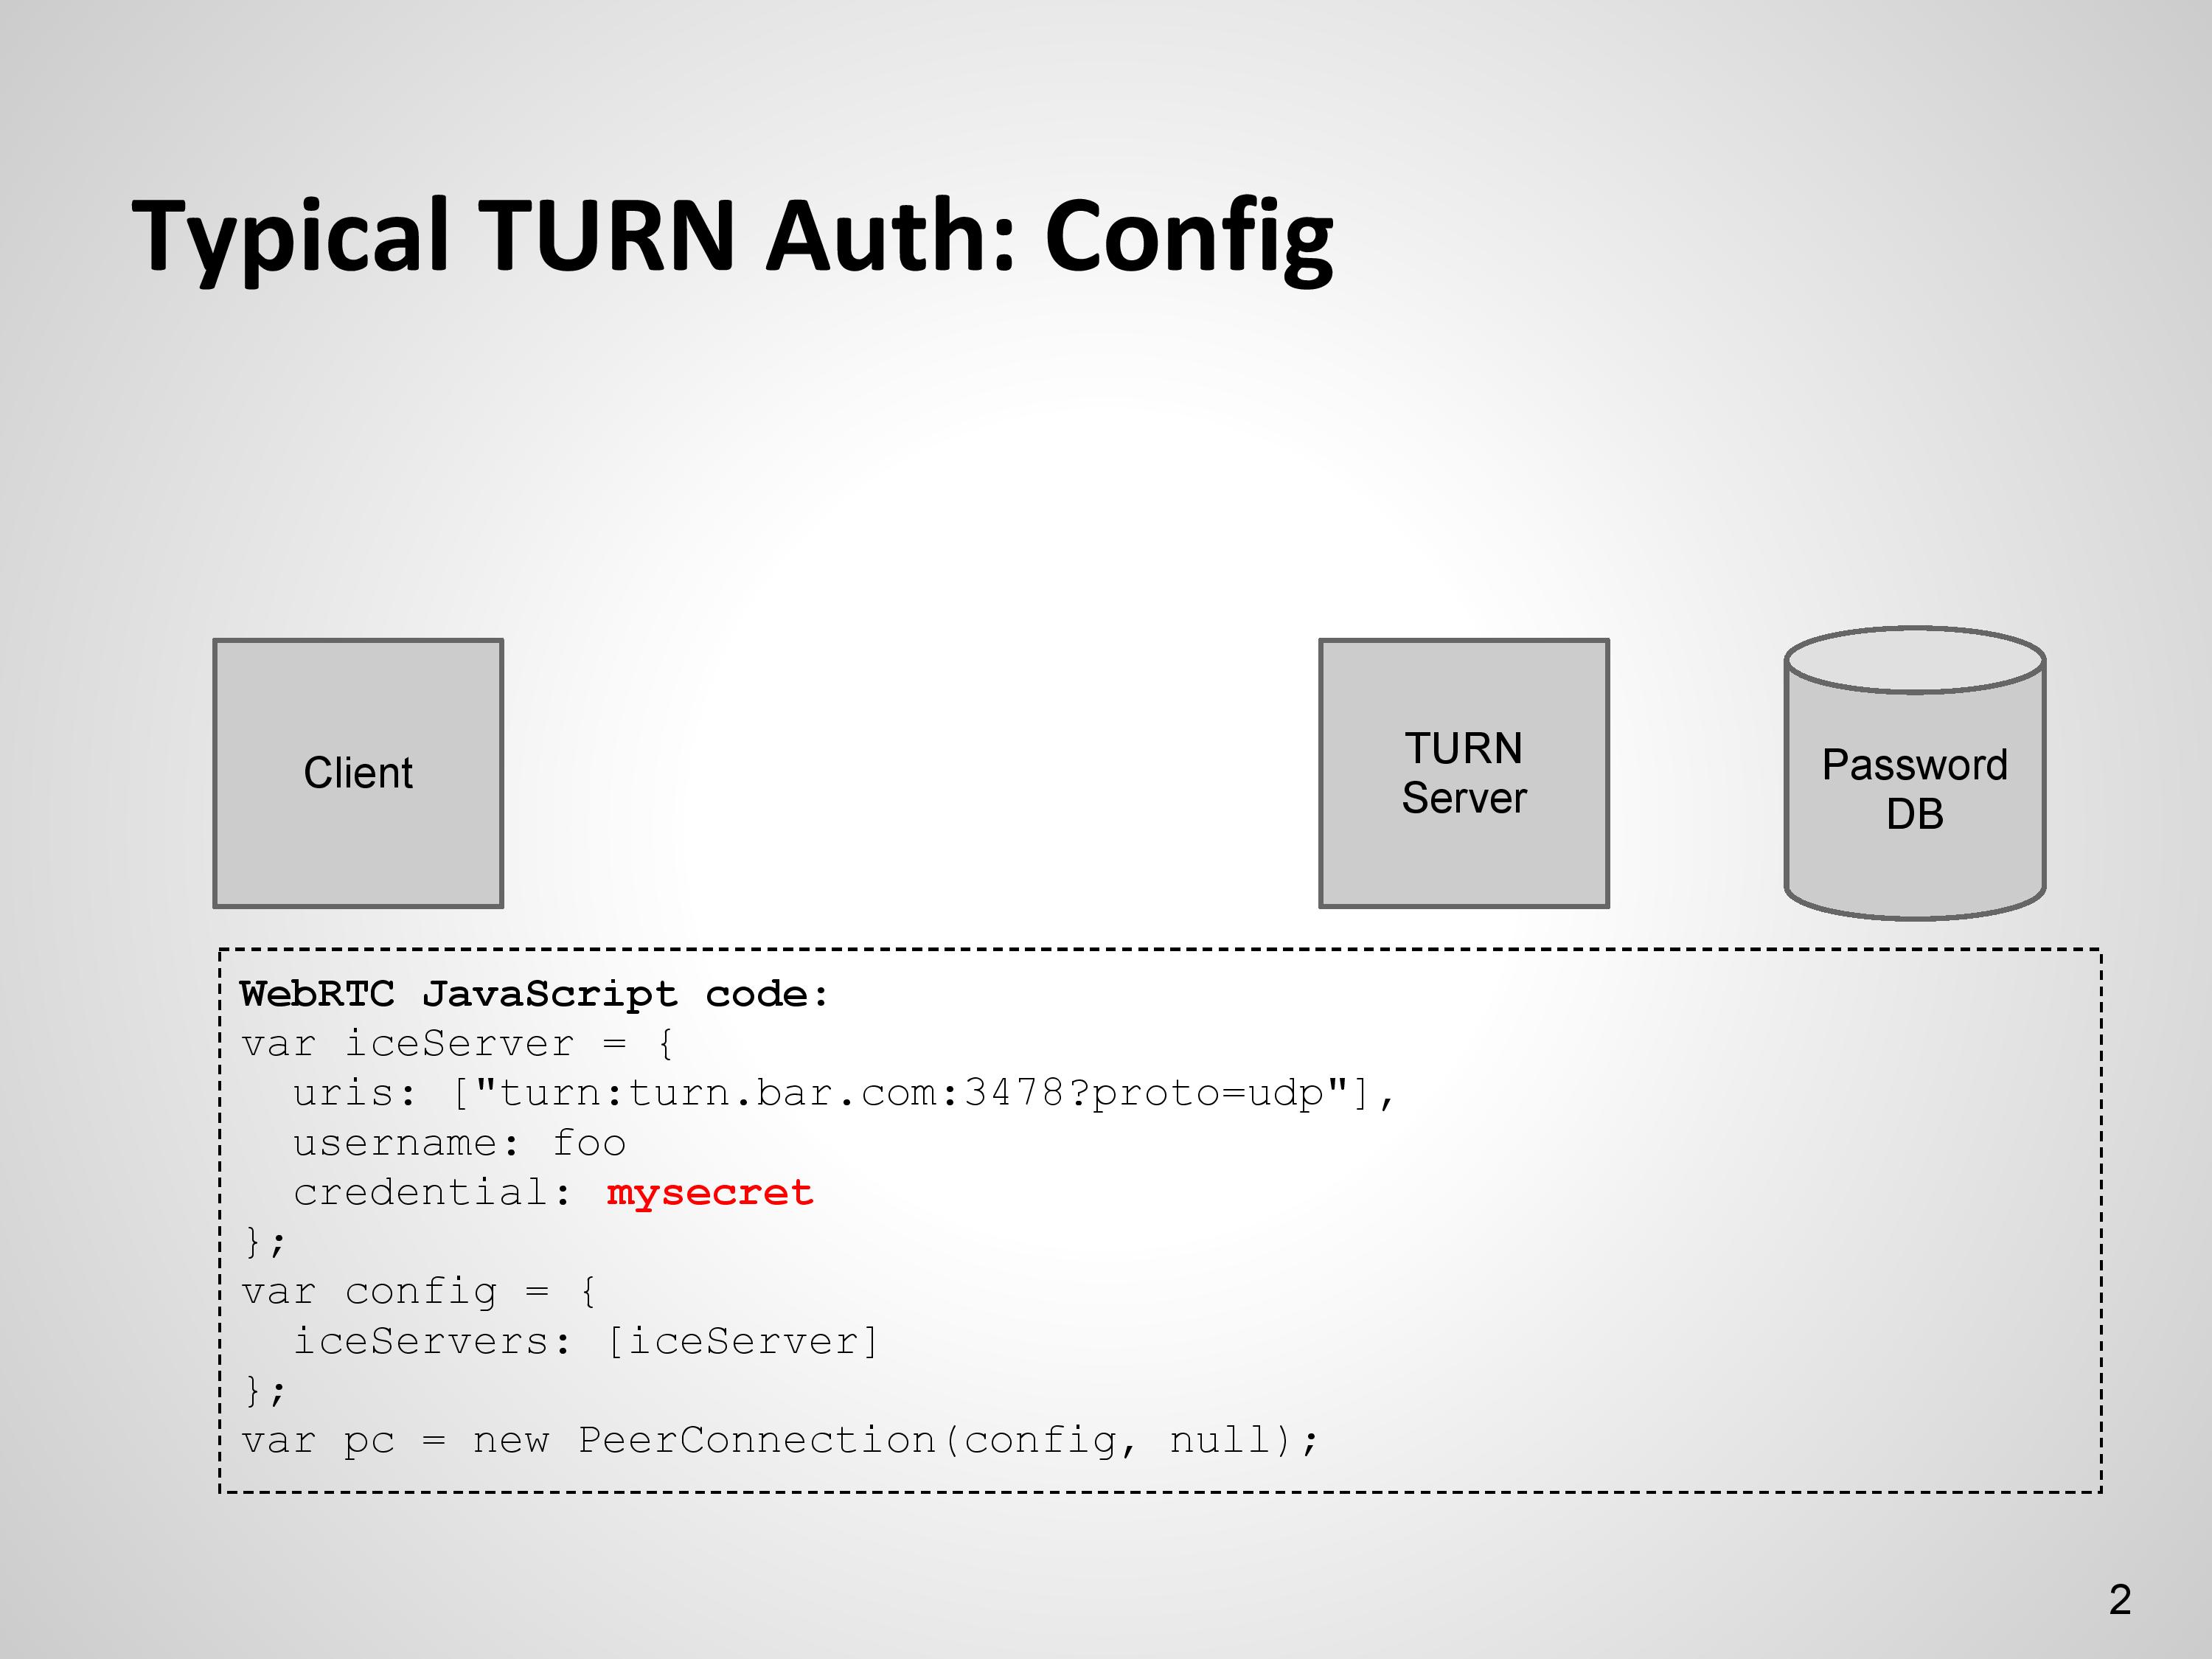 Typical TURN Auth: Config
Client
TURN
Server
Password
DB
WebRTC JavaScript code:
var iceServer = {
  uris: ["turn:turn.bar.com:3478?proto=udp"],
  username: foo
  credential: mysecret
};
var config = {
  iceServers: [iceServer]
};
var pc = new PeerConnection(config, null);
2